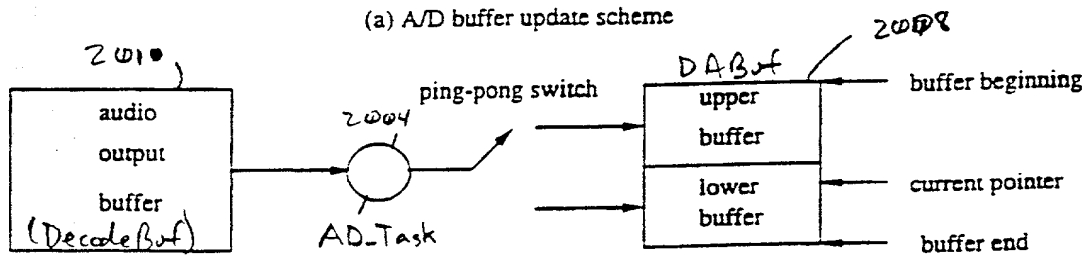 (a) A/D buffer update scheme
2010
audio
output
buffer
(DecodeBuf)
2004
AD_Task
ping-pong switch
DABuf
2008
upper
buffer
lower
buffer
buffer beginning
current pointer
buffer end